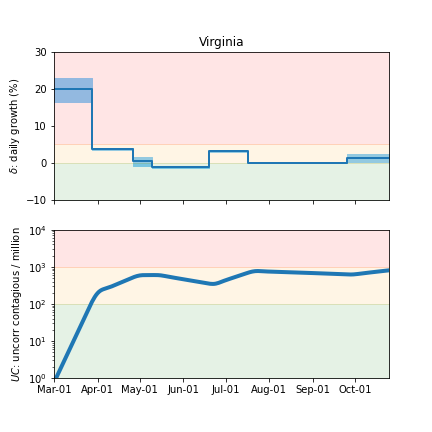 Virginia
30
20
10
0
−10
δ: daily growth (%)
10⁴
10³
10²
10¹
10⁰
UC: uncorr contagious / million
Mar-01 Apr-01 May-01 Jun-01 Jul-01 Aug-01 Sep-01 Oct-01